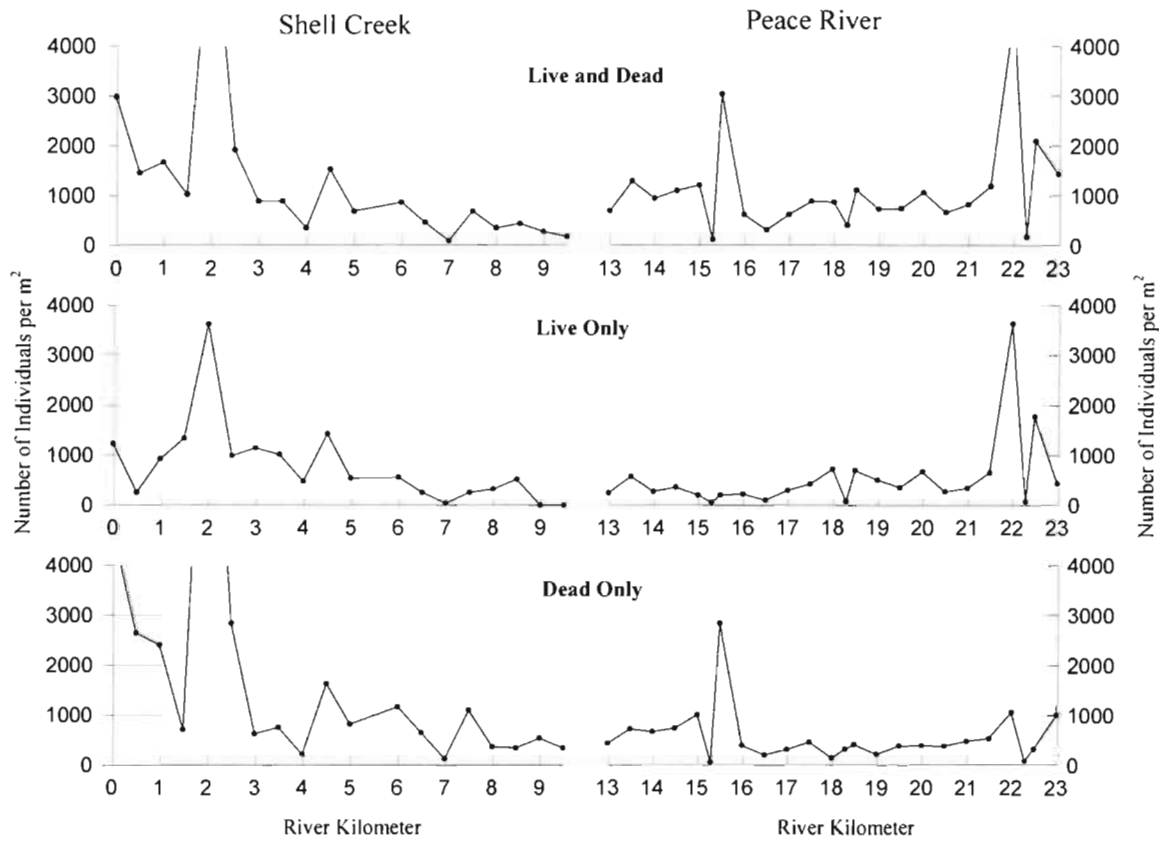 Shell Creek Peace River
Live and Dead
4000 4000
3000 3000
2000 2000
1000 1000
0 0
0 1 2 3 4 5 6 7 8 9 13 14 15 16 17 18 19 20 21 22 23
Live Only
4000 4000
3000 3000
2000 2000
1000 1000
0 0
0 1 2 3 4 5 6 7 8 9 13 14 15 16 17 18 19 20 21 22 23
Dead Only
4000 4000
3000 3000
2000 2000
1000 1000
0 0
0 1 2 3 4 5 6 7 8 9 13 14 15 16 17 18 19 20 21 22 23
River Kilometer River Kilometer
Number of Individuals per m²
Number of Individuals per m²